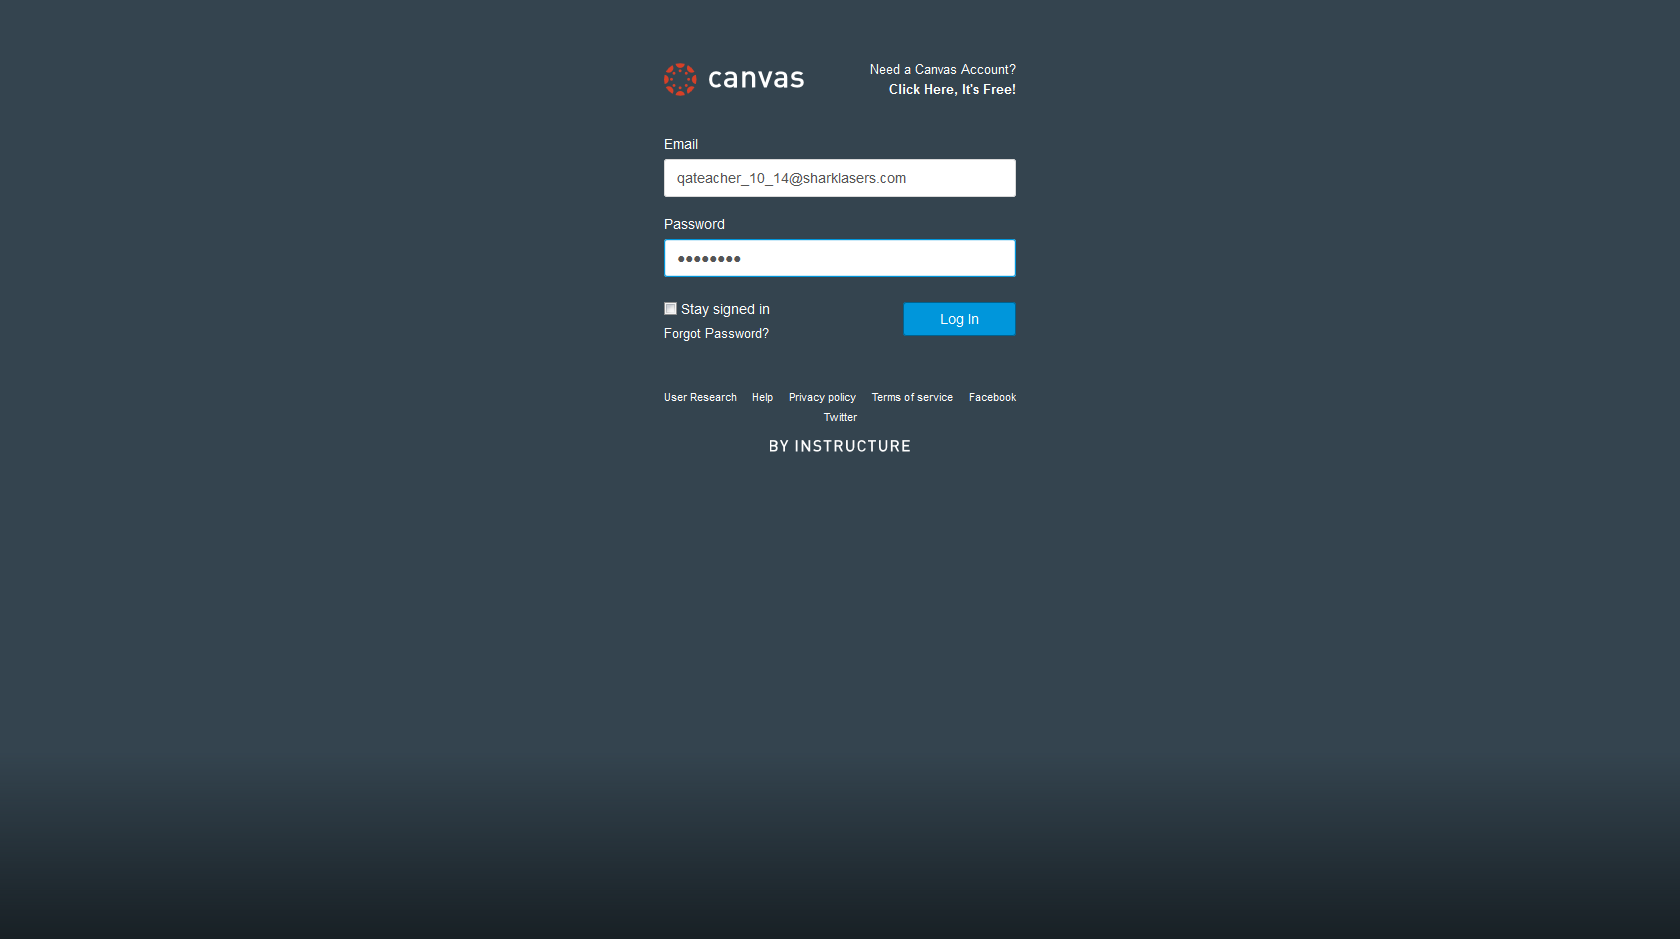 canvas
Need a Canvas Account?
Click Here, It's Free!
Email
qateacher_10_14@sharklasers.com
Password
••••••••
Stay signed in
Log In
Forgot Password?
User Research Help Privacy policy Terms of service Facebook
Twitter
BY INSTRUCTURE